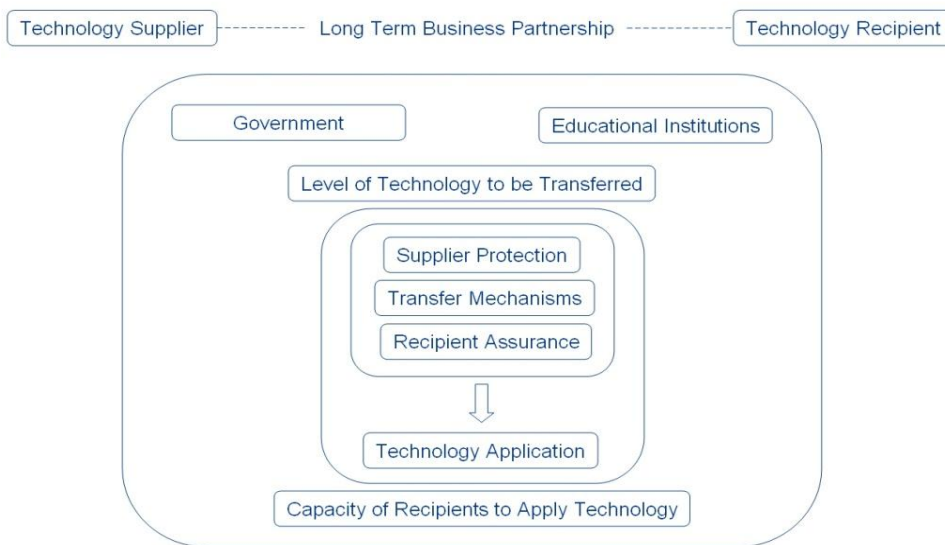 Technology Supplier
Long Term Business Partnership
Technology Recipient
Government
Educational Institutions
Level of Technology to be Transferred
Supplier Protection
Transfer Mechanisms
Recipient Assurance
Technology Application
Capacity of Recipients to Apply Technology